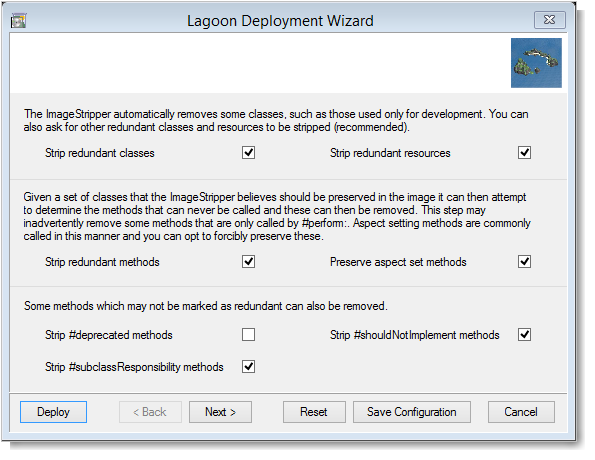 Lagoon Deployment Wizard
The ImageStripper automatically removes some classes, such as those used only for development. You can
also ask for other redundant classes and resources to be stripped (recommended).
Strip redundant classes
Strip redundant resources
Given a set of classes that the ImageStripper believes should be preserved in the image it can then attempt
to determine the methods that can never be called and these can then be removed. This step may
inadvertently remove some methods that are only called by #perform:. Aspect setting methods are commonly
called in this manner and you can opt to forcibly preserve these.
Strip redundant methods
Preserve aspect set methods
Some methods which may not be marked as redundant can also be removed.
Strip #deprecated methods
Strip #shouldNotImplement methods
Strip #subclassResponsibility methods
Deploy
< Back
Next >
Reset
Save Configuration
Cancel